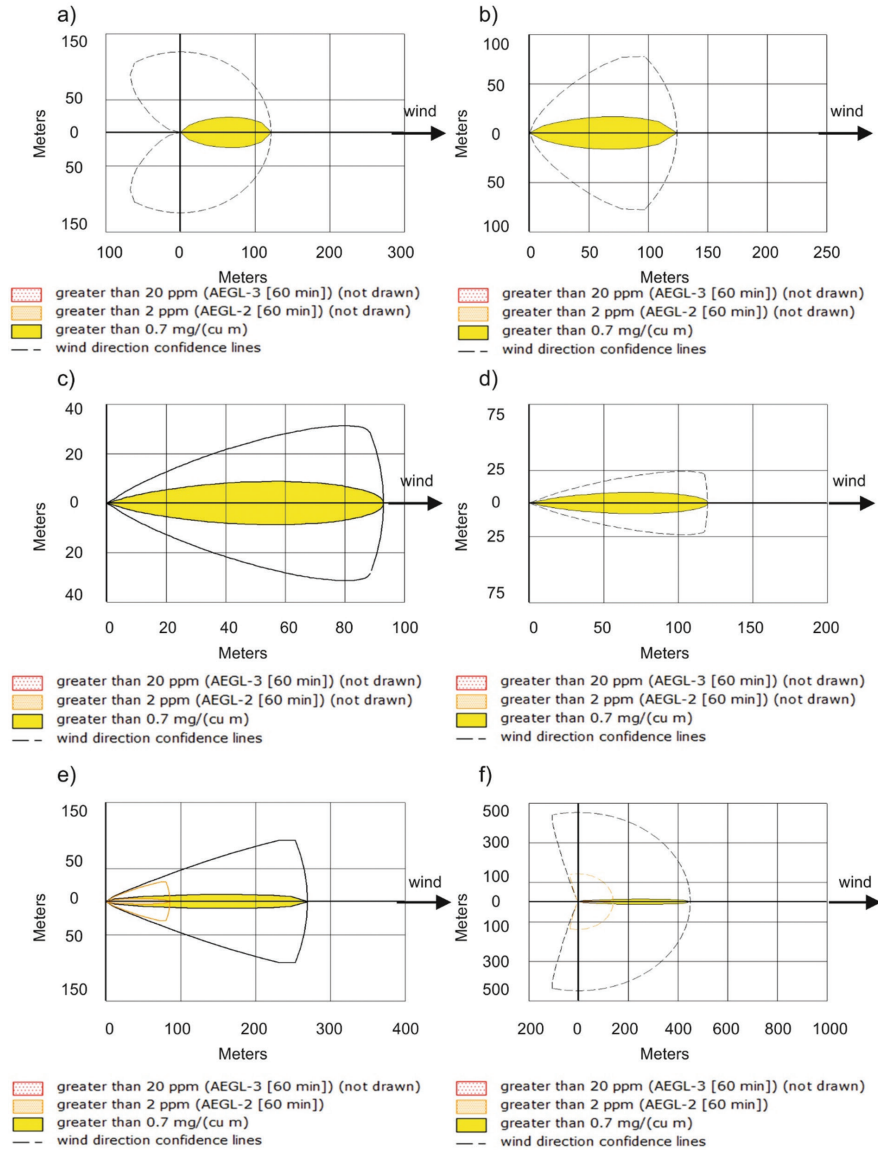 a)
150
50
0
50
150
Meters
wind
100 0 100 200 300
Meters
greater than 20 ppm (AEGL-3 [60 min]) (not drawn)
greater than 2 ppm (AEGL-2 [60 min]) (not drawn)
greater than 0.7 mg/(cu m)
wind direction confidence lines
b)
100
50
0
50
100
Meters
wind
0 50 100 150 200 250
Meters
greater than 20 ppm (AEGL-3 [60 min]) (not drawn)
greater than 2 ppm (AEGL-2 [60 min]) (not drawn)
greater than 0.7 mg/(cu m)
wind direction confidence lines
c)
40
20
0
20
40
Meters
wind
0 20 40 60 80 100
Meters
greater than 20 ppm (AEGL-3 [60 min]) (not drawn)
greater than 2 ppm (AEGL-2 [60 min]) (not drawn)
greater than 0.7 mg/(cu m)
wind direction confidence lines
d)
75
25
0
25
75
Meters
wind
0 50 100 150 200
Meters
greater than 20 ppm (AEGL-3 [60 min]) (not drawn)
greater than 2 ppm (AEGL-2 [60 min]) (not drawn)
greater than 0.7 mg/(cu m)
wind direction confidence lines
e)
150
50
0
50
150
Meters
wind
0 100 200 300 400
Meters
greater than 20 ppm (AEGL-3 [60 min]) (not drawn)
greater than 2 ppm (AEGL-2 [60 min])
greater than 0.7 mg/(cu m)
wind direction confidence lines
f)
500
300
100
0
100
300
500
Meters
wind
200 0 200 400 600 800 1000
Meters
greater than 20 ppm (AEGL-3 [60 min]) (not drawn)
greater than 2 ppm (AEGL-2 [60 min])
greater than 0.7 mg/(cu m)
wind direction confidence lines